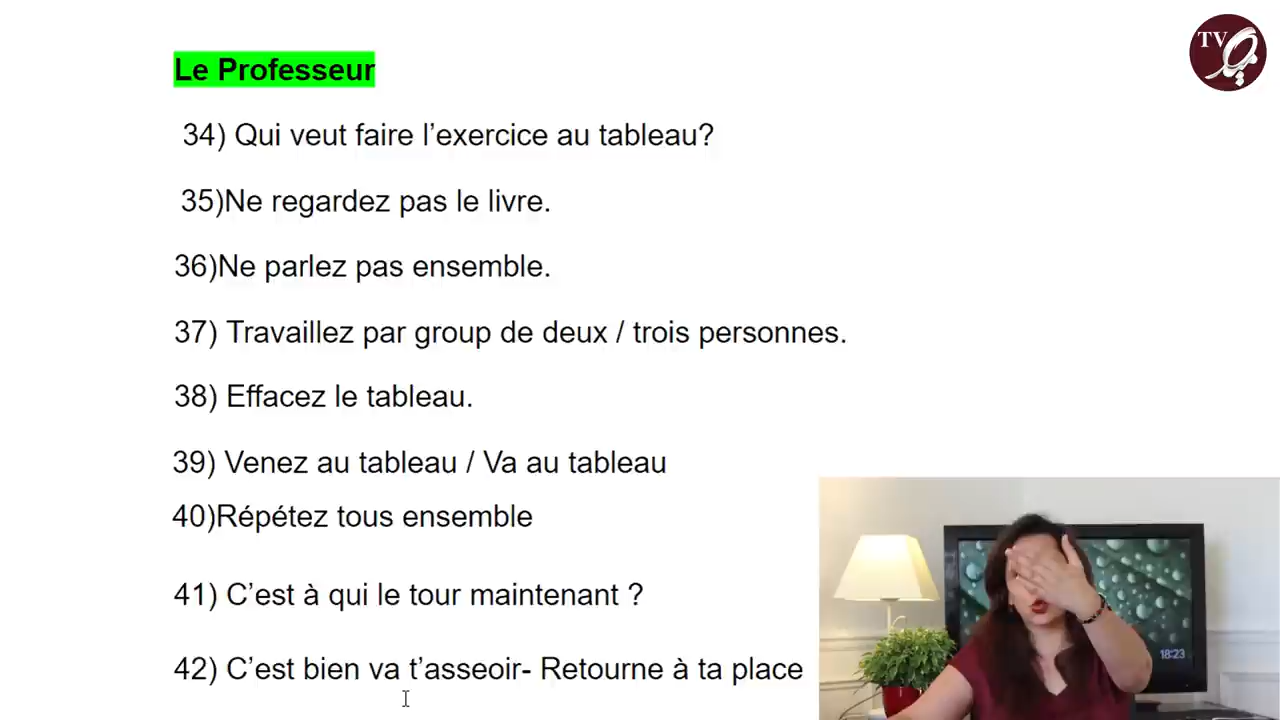 TV
Le Professeur
34) Qui veut faire l’exercice au tableau?
35)Ne regardez pas le livre.
36)Ne parlez pas ensemble.
37) Travaillez par group de deux / trois personnes.
38) Effacez le tableau.
39) Venez au tableau / Va au tableau
40)Répétez tous ensemble
41) C’est à qui le tour maintenant ?
42) C’est bien va t’asseoir- Retourne à ta place
18:23